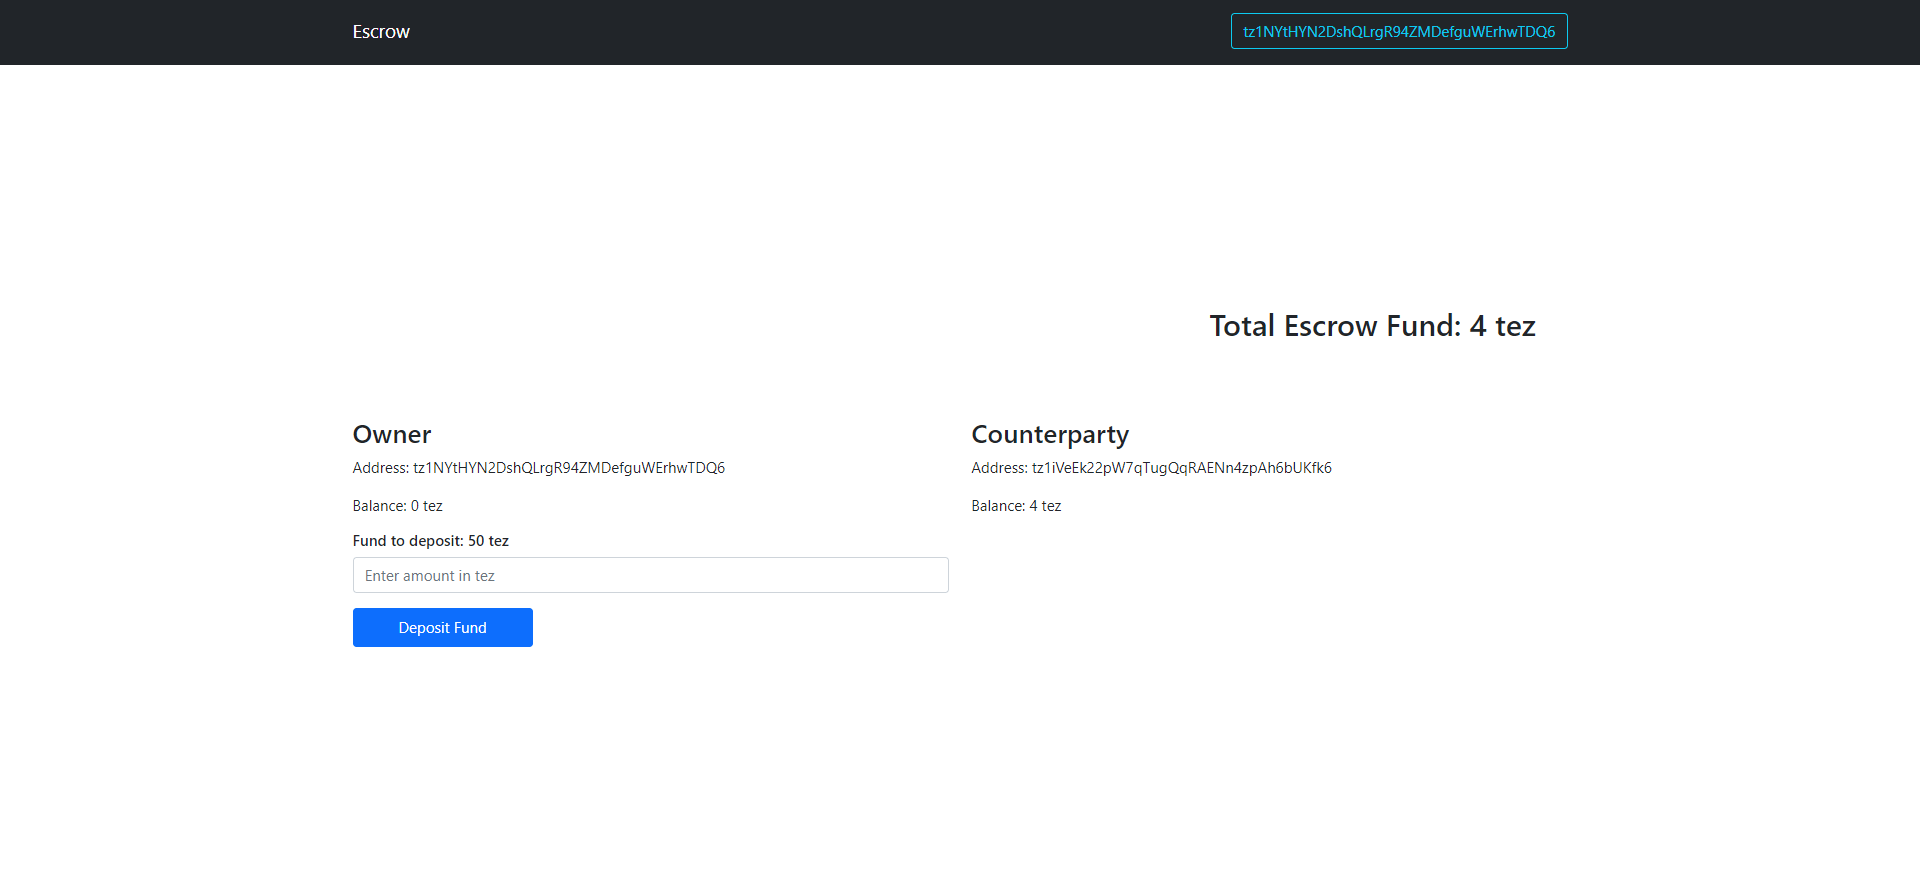 Escrow
tz1NYtHYN2DshQLrgR94ZMDefguWErhwTDQ6
Total Escrow Fund: 4 tez
Owner
Address: tz1NYtHYN2DshQLrgR94ZMDefguWErhwTDQ6
Balance: 0 tez
Fund to deposit: 50 tez
Enter amount in tez
Deposit Fund
Counterparty
Address: tz1iVeEk22pW7qTugQqRAENn4zpAh6bUKfk6
Balance: 4 tez